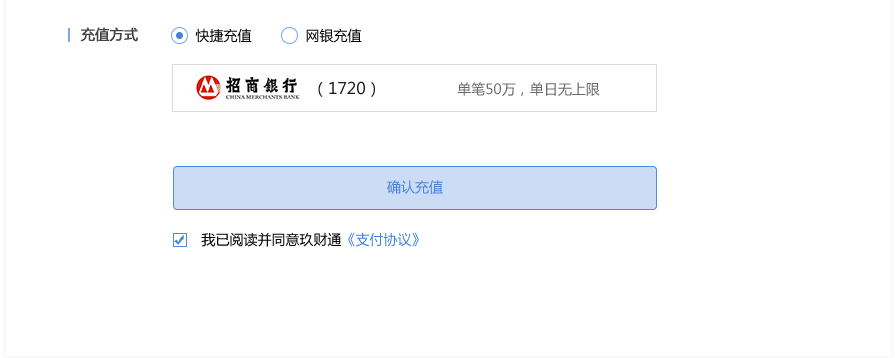 充值方式 快捷充值 网银充值
招商银行 (1720) 单笔50万，单日无上限
CHINA MERCHANTS BANK
确认充值
我已阅读并同意玖财通《支付协议》